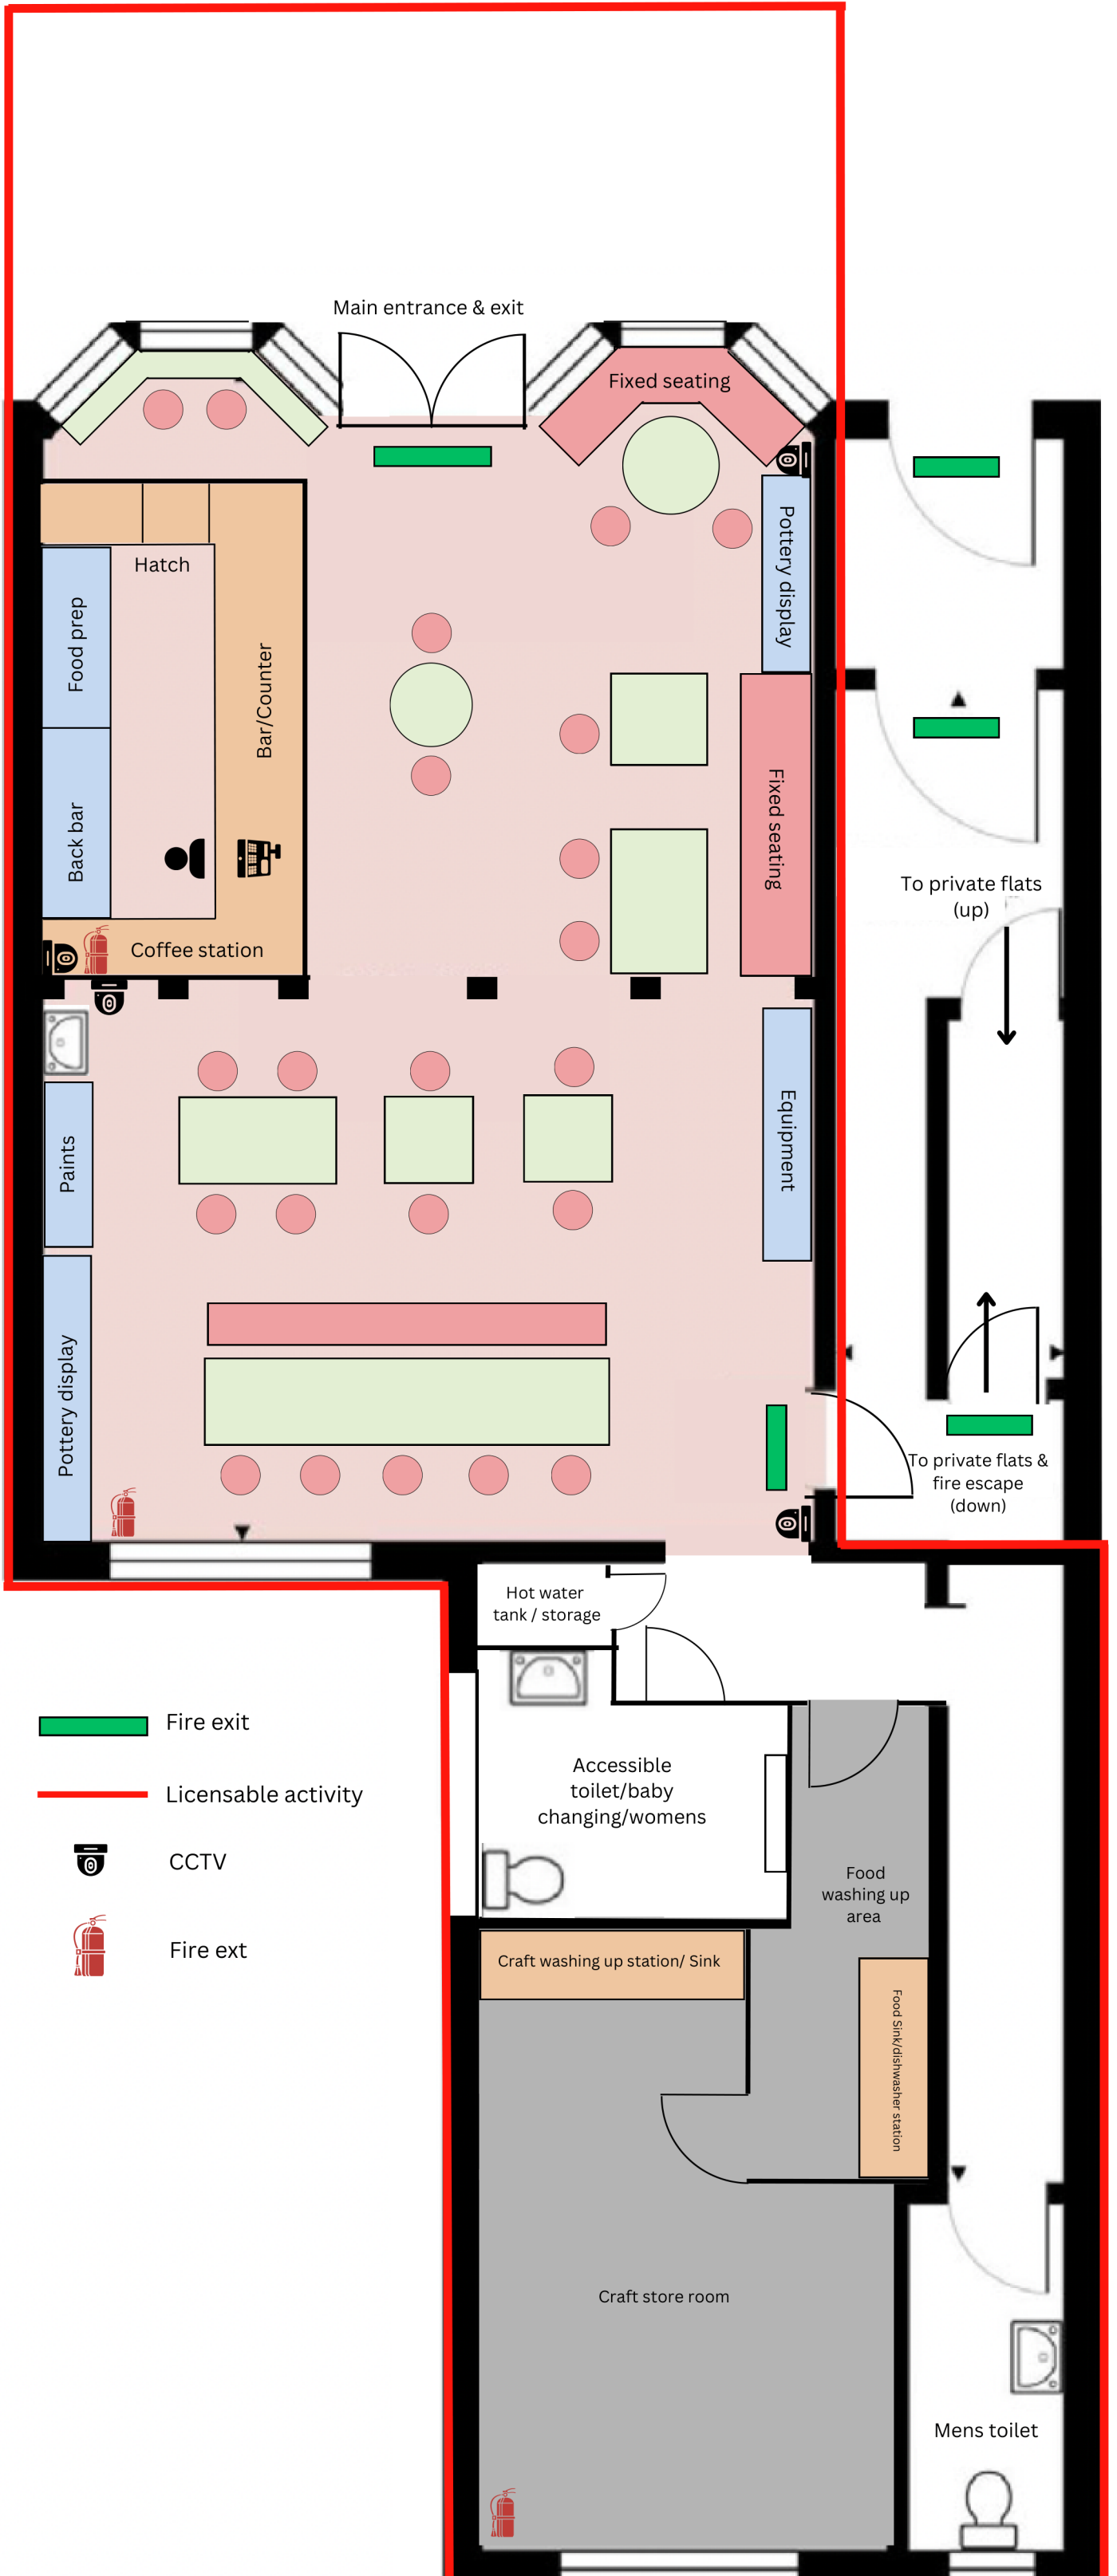 Main entrance & exit
Fixed seating
Pottery display
Hatch
Food prep
Bar/Counter
Back bar
Fixed seating
To private flats
(up)
Coffee station
Paints
Equipment
Pottery display
To private flats &
fire escape
(down)
Hot water
tank / storage
Fire exit
Licensable activity
CCTV
Fire ext
Accessible
toilet/baby
changing/womens
Food
washing up
area
Craft washing up station/ Sink
Food Sink/dishwasher station
Craft store room
Mens toilet